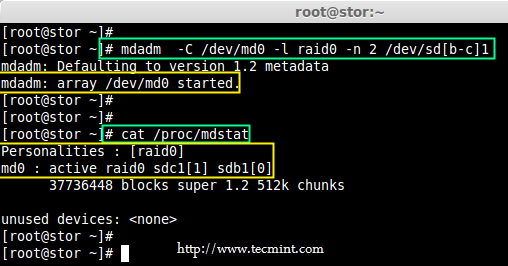 root@stor:~
[root@stor ~]#
[root@stor ~]# mdadm  -C /dev/md0 -l raid0 -n 2 /dev/sd[b-c]1
mdadm: Defaulting to version 1.2 metadata
mdadm: array /dev/md0 started.
[root@stor ~]#
[root@stor ~]#
[root@stor ~]# cat /proc/mdstat
Personalities : [raid0]
md0 : active raid0 sdc1[1] sdb1[0]
      37736448 blocks super 1.2 512k chunks
unused devices: <none>
[root@stor ~]#
[root@stor ~]#
http://www.tecmint.com